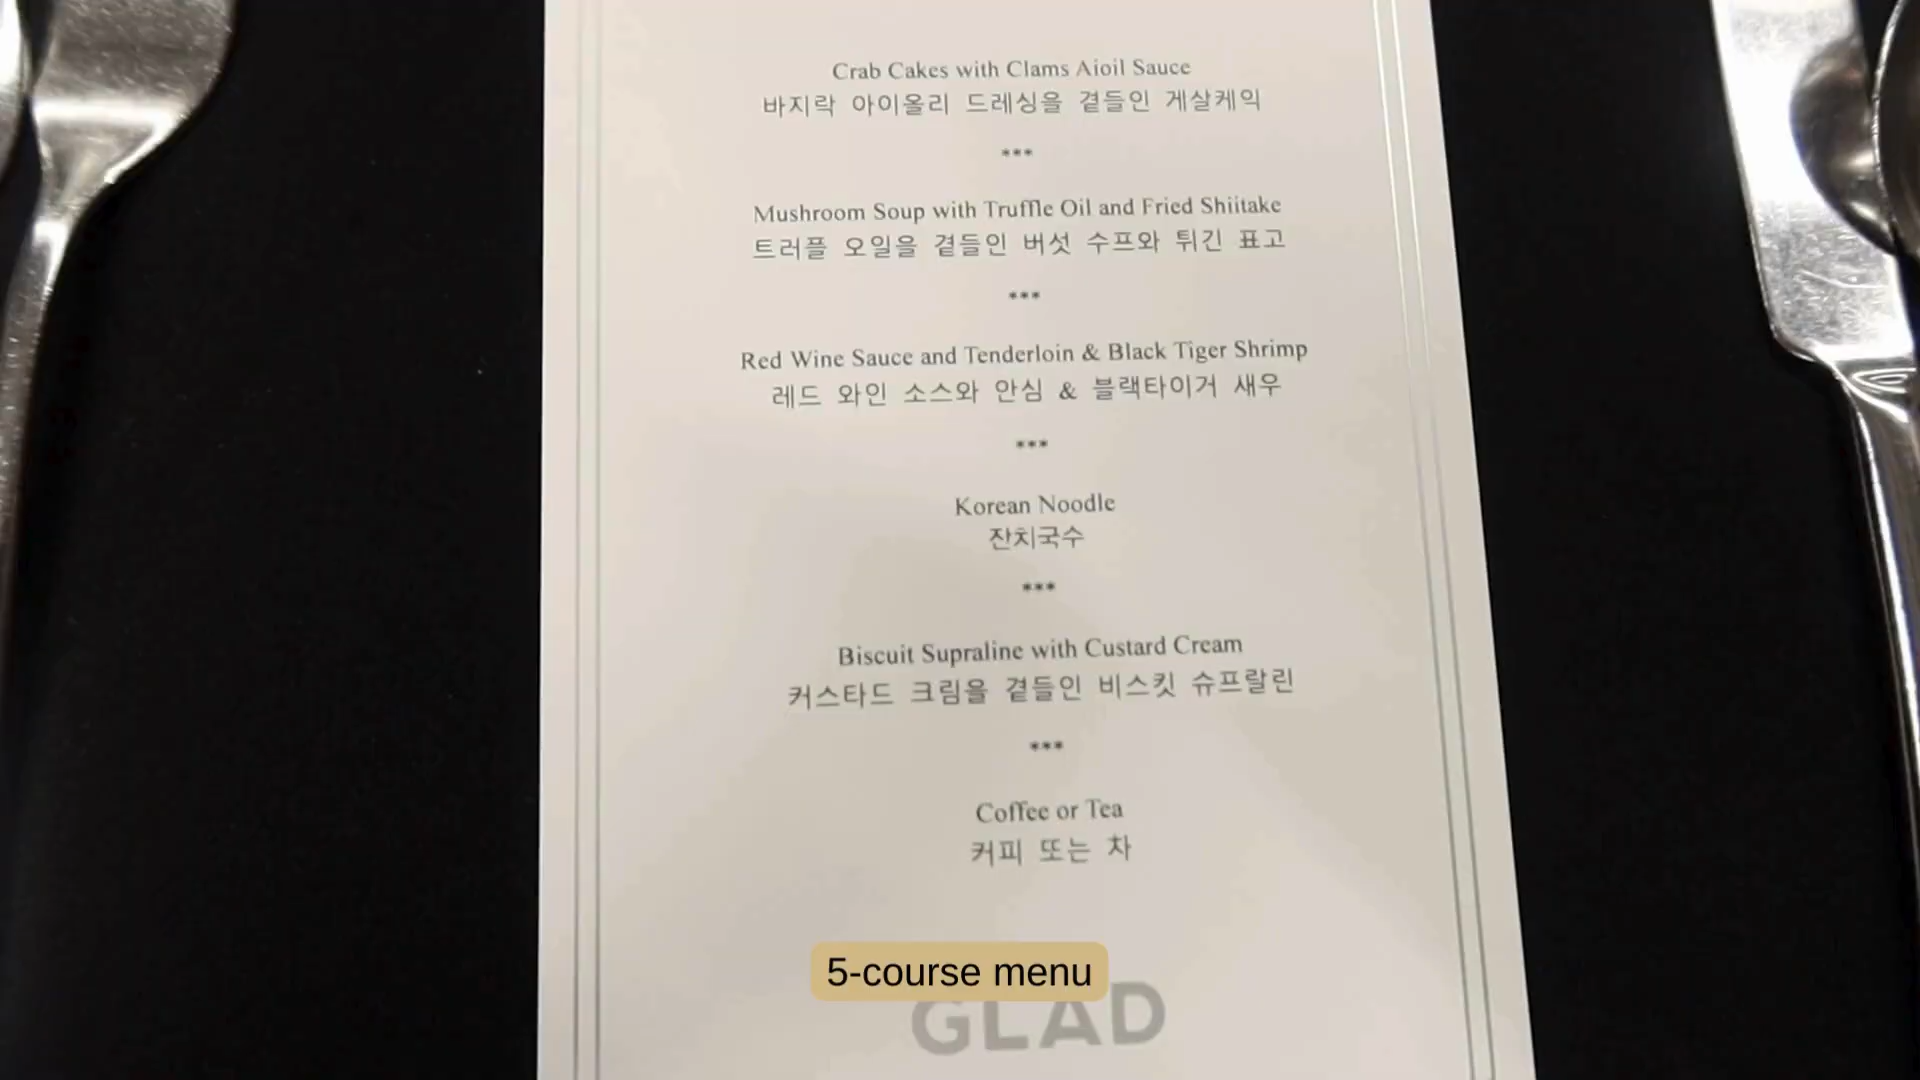 Crab Cakes with Clams Aioil Sauce
바지락 아이올리 드레싱을 곁들인 게살케익
***
Mushroom Soup with Truffle Oil and Fried Shiitake
트러플 오일을 곁들인 버섯 수프와 튀긴 표고
***
Red Wine Sauce and Tenderloin & Black Tiger Shrimp
레드 와인 소스와 안심 & 블랙타이거 새우
***
Korean Noodle
잔치국수
***
Biscuit Supraline with Custard Cream
커스타드 크림을 곁들인 비스킷 슈프랄린
***
Coffee or Tea
커피 또는 차
5-course menu
GLAD